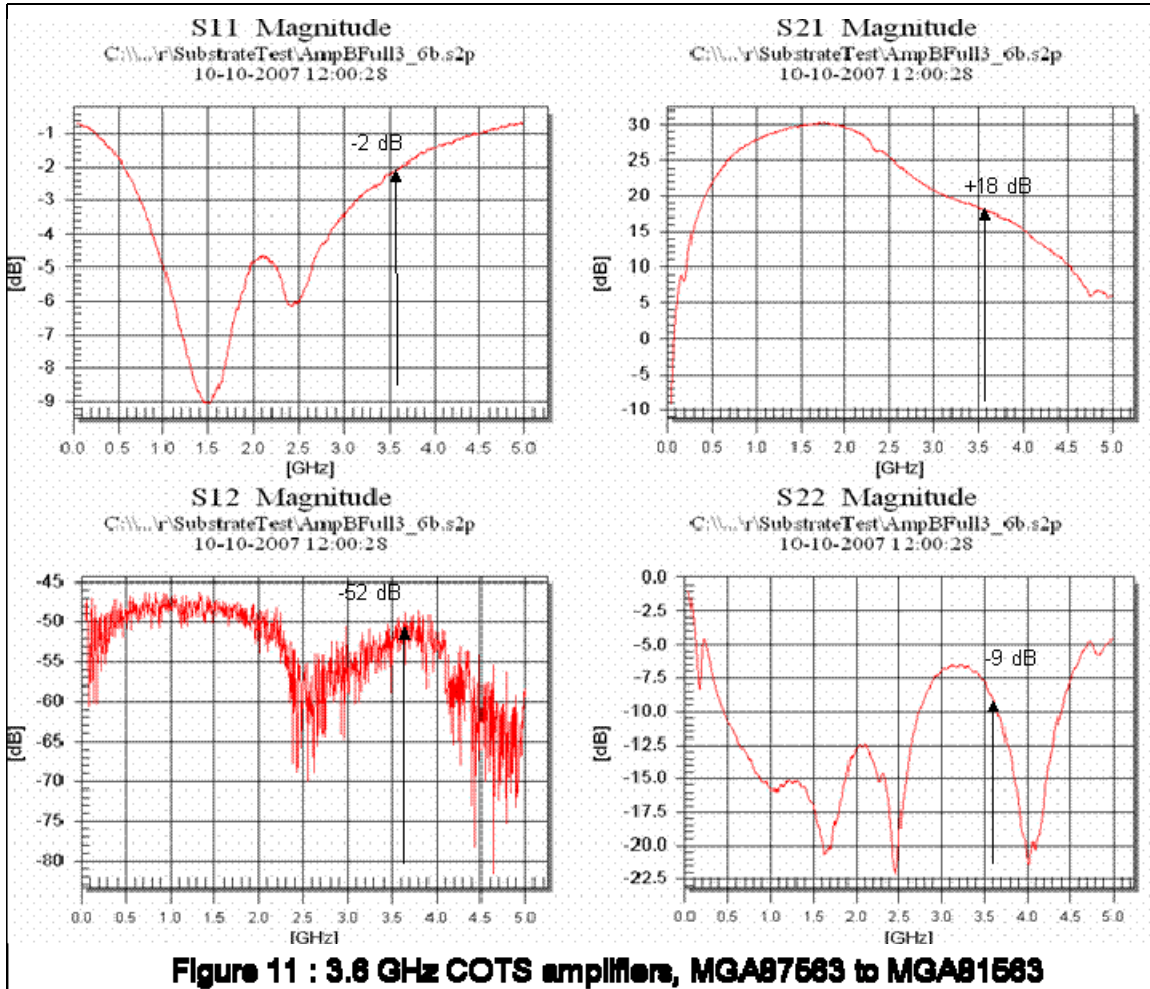 S11 Magnitude
C:\\...\r\SubstrateTest\AmpBFull3_6b.s2p
10-10-2007 12:00:28
-1
-2
-3
-4
-5
-6
-7
-8
-9
[dB]
-2 dB
0.0 0.5 1.0 1.5 2.0 2.5 3.0 3.5 4.0 4.5 5.0
[GHz]
S21 Magnitude
C:\\...\r\SubstrateTest\AmpBFull3_6b.s2p
10-10-2007 12:00:28
30
25
20
15
10
5
0
-5
-10
[dB]
+18 dB
0.0 0.5 1.0 1.5 2.0 2.5 3.0 3.5 4.0 4.5 5.0
[GHz]
S12 Magnitude
C:\\...\r\SubstrateTest\AmpBFull3_6b.s2p
10-10-2007 12:00:28
-45
-50
-55
-60
-65
-70
-75
-80
[dB]
-52 dB
0.0 0.5 1.0 1.5 2.0 2.5 3.0 3.5 4.0 4.5 5.0
[GHz]
S22 Magnitude
C:\\...\r\SubstrateTest\AmpBFull3_6b.s2p
10-10-2007 12:00:28
0.0
-2.5
-5.0
-7.5
-10.0
-12.5
-15.0
-17.5
-20.0
-22.5
[dB]
-9 dB
0.0 0.5 1.0 1.5 2.0 2.5 3.0 3.5 4.0 4.5 5.0
[GHz]
Figure 11 : 3.6 GHz COTS amplifiers, to